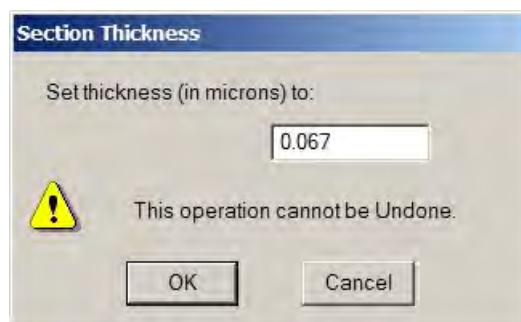 Section Thickness
Set thickness (in microns) to:
0.067
This operation cannot be Undone.
OK
Cancel